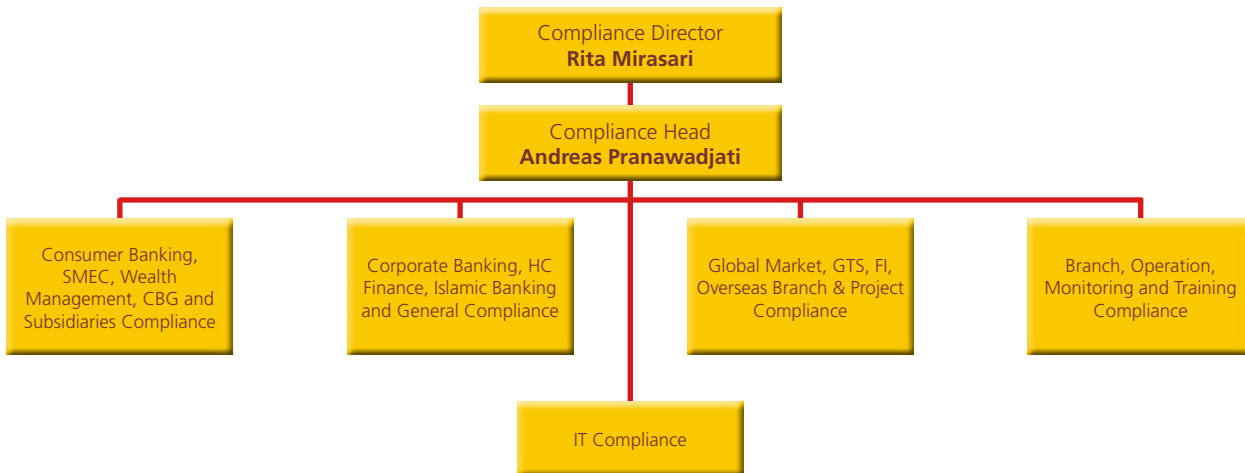 Compliance Director
Rita Mirasari
Compliance Head
Andreas Pranawadjati
Consumer Banking,
SMEC, Wealth
Management, CBG and
Subsidiaries Compliance
Corporate Banking, HC
Finance, Islamic Banking
and General Compliance
Global Market, GTS, FI,
Overseas Branch & Project
Compliance
Branch, Operation,
Monitoring and Training
Compliance
IT Compliance